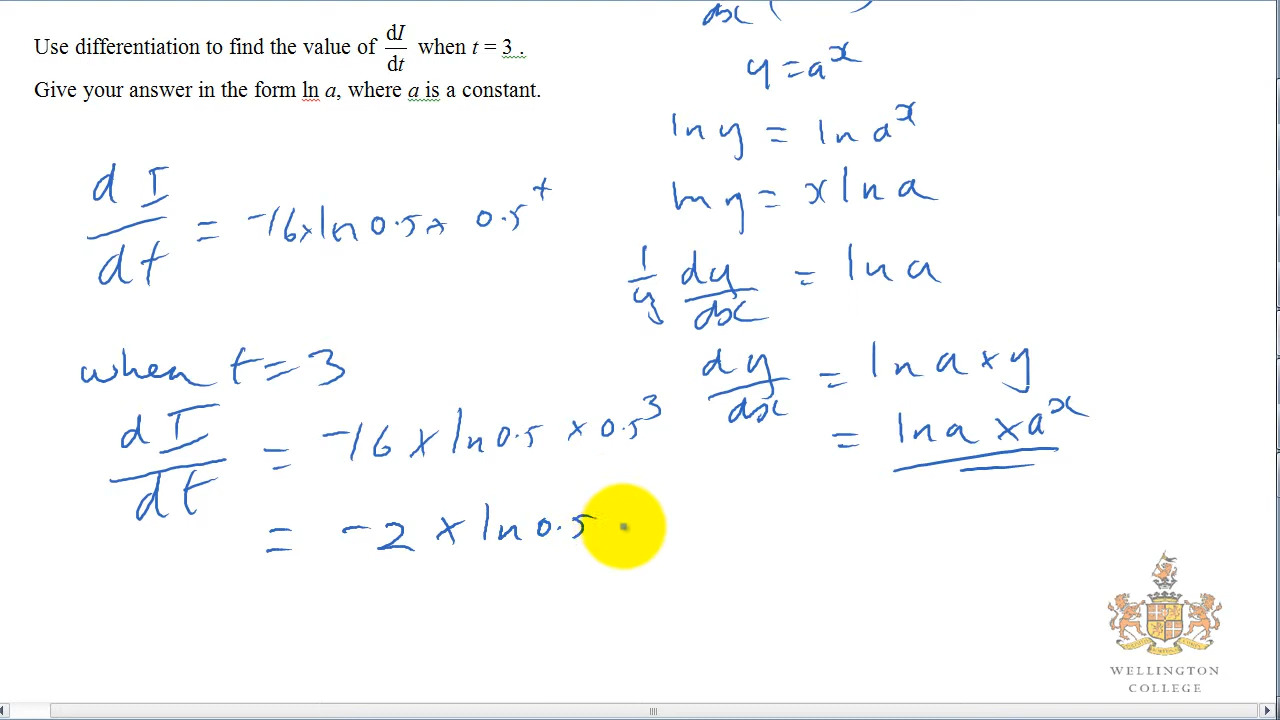 Use differentiation to find the value of dI/dt when t = 3 .
Give your answer in the form ln a, where a is a constant.
dI/dt = -16 × ln 0.5 × 0.5^t
when t = 3
dI/dt = -16 × ln 0.5 × 0.5^3
= -2 × ln 0.5
y = a^x
ln y = ln a^x
ln y = x ln a
1/y dy/dx = ln a
dy/dx = ln a × y
= ln a × a^x
WELLINGTON
COLLEGE